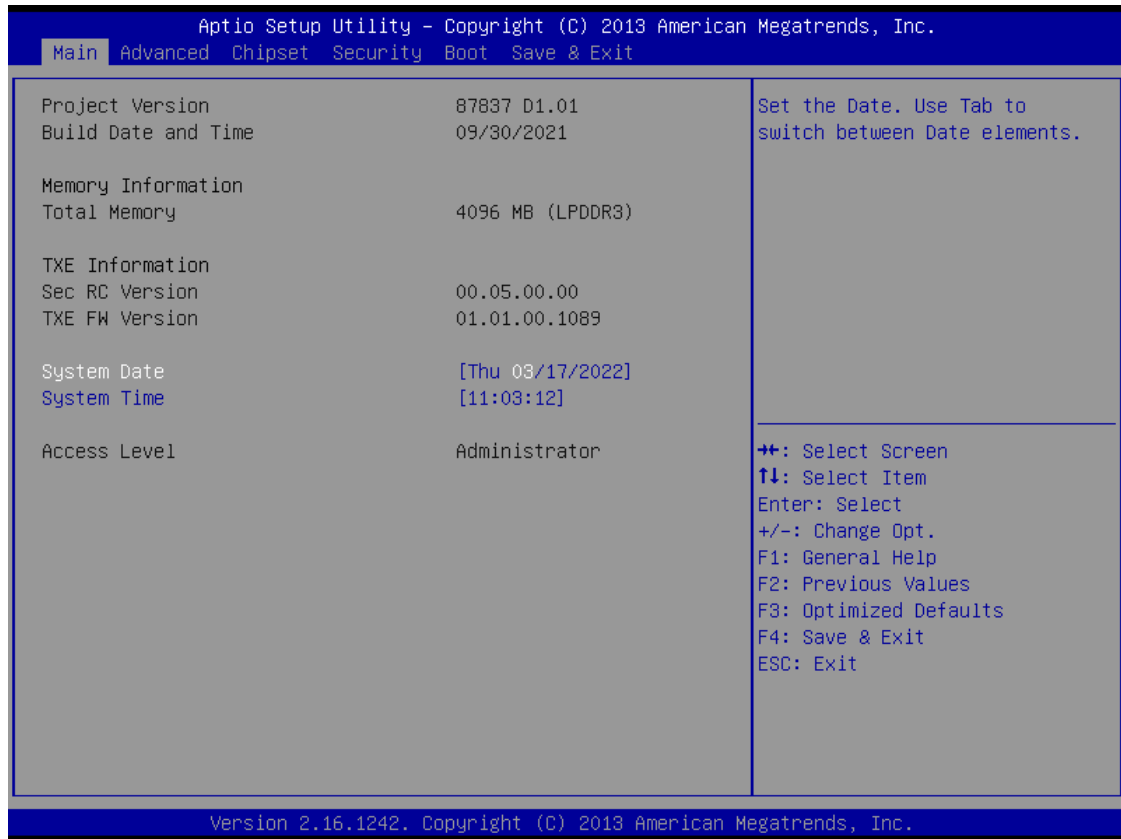 Aptio Setup Utility – Copyright (C) 2013 American Megatrends, Inc.
Main Advanced Chipset Security Boot Save & Exit
Project Version 87837 D1.01
Build Date and Time 09/30/2021
Memory Information
Total Memory 4096 MB (LPDDR3)
TXE Information
Sec RC Version 00.05.00.00
TXE FW Version 01.01.00.1089
System Date [Thu 03/17/2022]
System Time [11:03:12]
Access Level Administrator
Set the Date. Use Tab to
switch between Date elements.
→←: Select Screen
↑↓: Select Item
Enter: Select
+/-: Change Opt.
F1: General Help
F2: Previous Values
F3: Optimized Defaults
F4: Save & Exit
ESC: Exit
Version 2.16.1242. Copyright (C) 2013 American Megatrends, Inc.